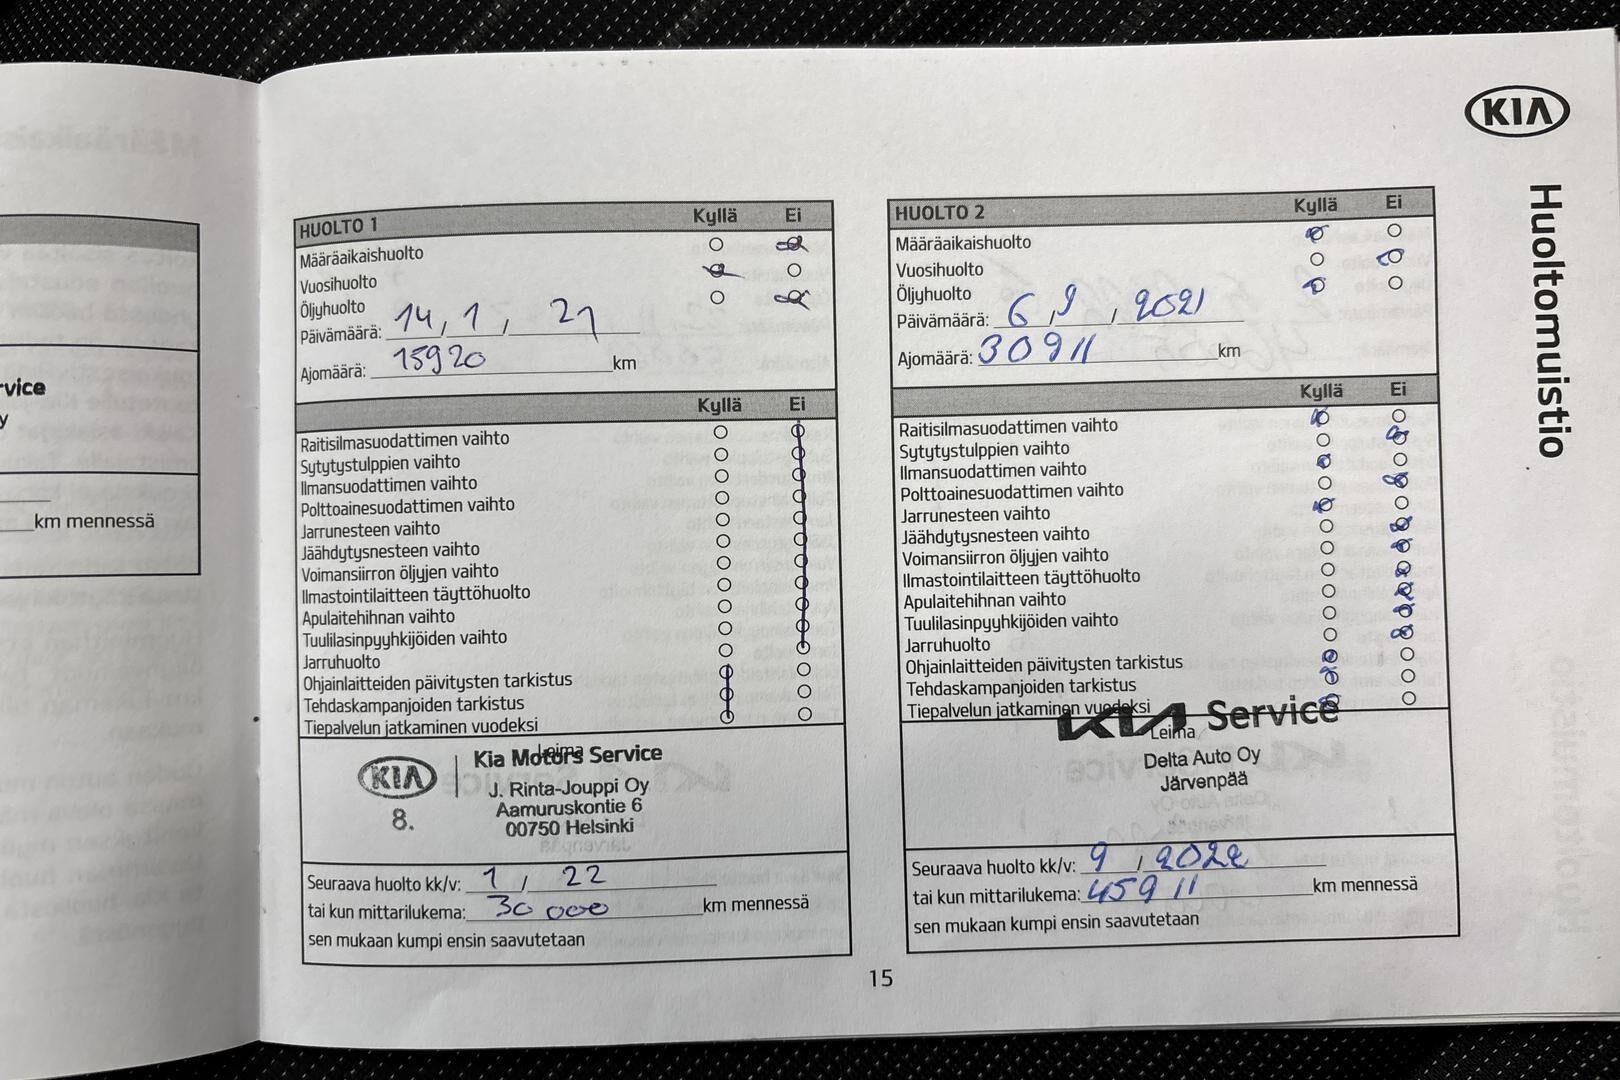 rvice
y
km mennessä
KIA
Huoltomuistio
HUOLTO 1 Kyllä Ei
Määräaikaishuolto
Vuosihuolto
Öljyhuolto
Päivämäärä: 14, 1, 21
Ajomäärä: 15920 km
Kyllä Ei
Raitisilmasuodattimen vaihto
Sytytystulppien vaihto
Ilmansuodattimen vaihto
Polttoainesuodattimen vaihto
Jarrunesteen vaihto
Jäähdytysnesteen vaihto
Voimansiirron öljyjen vaihto
Ilmastointilaitteen täyttöhuolto
Apulaitehihnan vaihto
Tuulilasinpyyhkijöiden vaihto
Jarruhuolto
Ohjainlaitteiden päivitysten tarkistus
Tehdaskampanjoiden tarkistus
Tiepalvelun jatkaminen vuodeksi
Leima
KIA Kia Motors Service
J. Rinta-Jouppi Oy
Aamuruskontie 6
8. 00750 Helsinki
Seuraava huolto kk/v: 1 / 22
tai kun mittarilukema: 30 000 km mennessä
sen mukaan kumpi ensin saavutetaan
HUOLTO 2 Kyllä Ei
Määräaikaishuolto
Vuosihuolto
Öljyhuolto
Päivämäärä: 6 , 9 , 2021
Ajomäärä: 30911 km
Kyllä Ei
Raitisilmasuodattimen vaihto
Sytytystulppien vaihto
Ilmansuodattimen vaihto
Polttoainesuodattimen vaihto
Jarrunesteen vaihto
Jäähdytysnesteen vaihto
Voimansiirron öljyjen vaihto
Ilmastointilaitteen täyttöhuolto
Apulaitehihnan vaihto
Tuulilasinpyyhkijöiden vaihto
Jarruhuolto
Ohjainlaitteiden päivitysten tarkistus
Tehdaskampanjoiden tarkistus
Tiepalvelun jatkaminen vuodeksi
KIA Service
Leima
Delta Auto Oy
Järvenpää
Seuraava huolto kk/v: 9 / 2022
tai kun mittarilukema: 45911 km mennessä
sen mukaan kumpi ensin saavutetaan
15